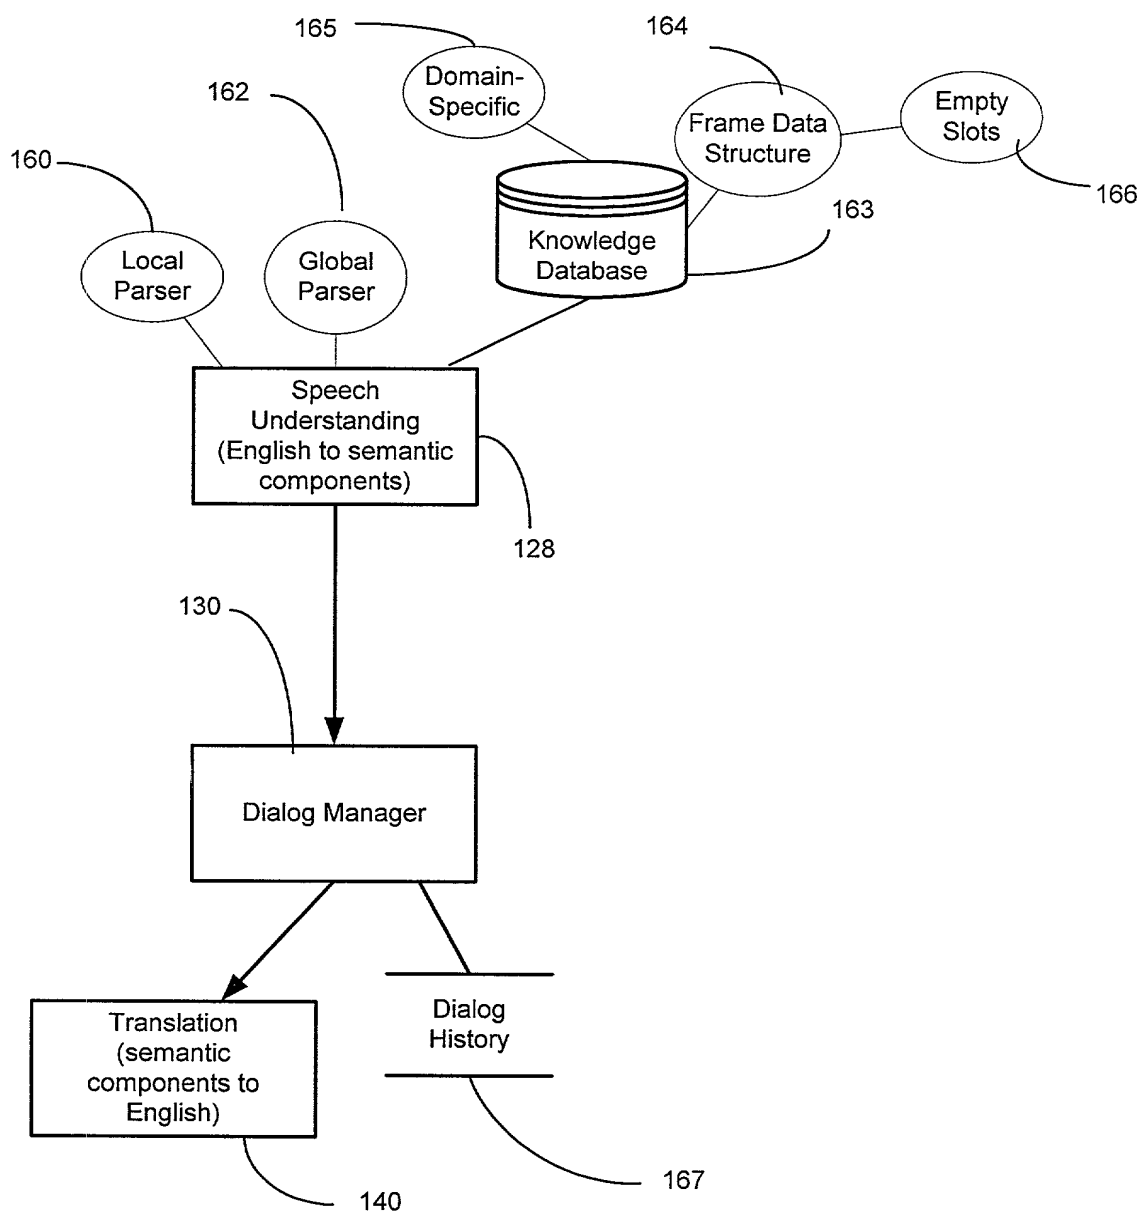 165
Domain-
Specific
164
Frame Data
Structure
Empty
Slots
166
162
160
163
Knowledge
Database
Local
Parser
Global
Parser
Speech
Understanding
(English to semantic
components)
128
130
Dialog Manager
Translation
(semantic
components to
English)
Dialog
History
167
140